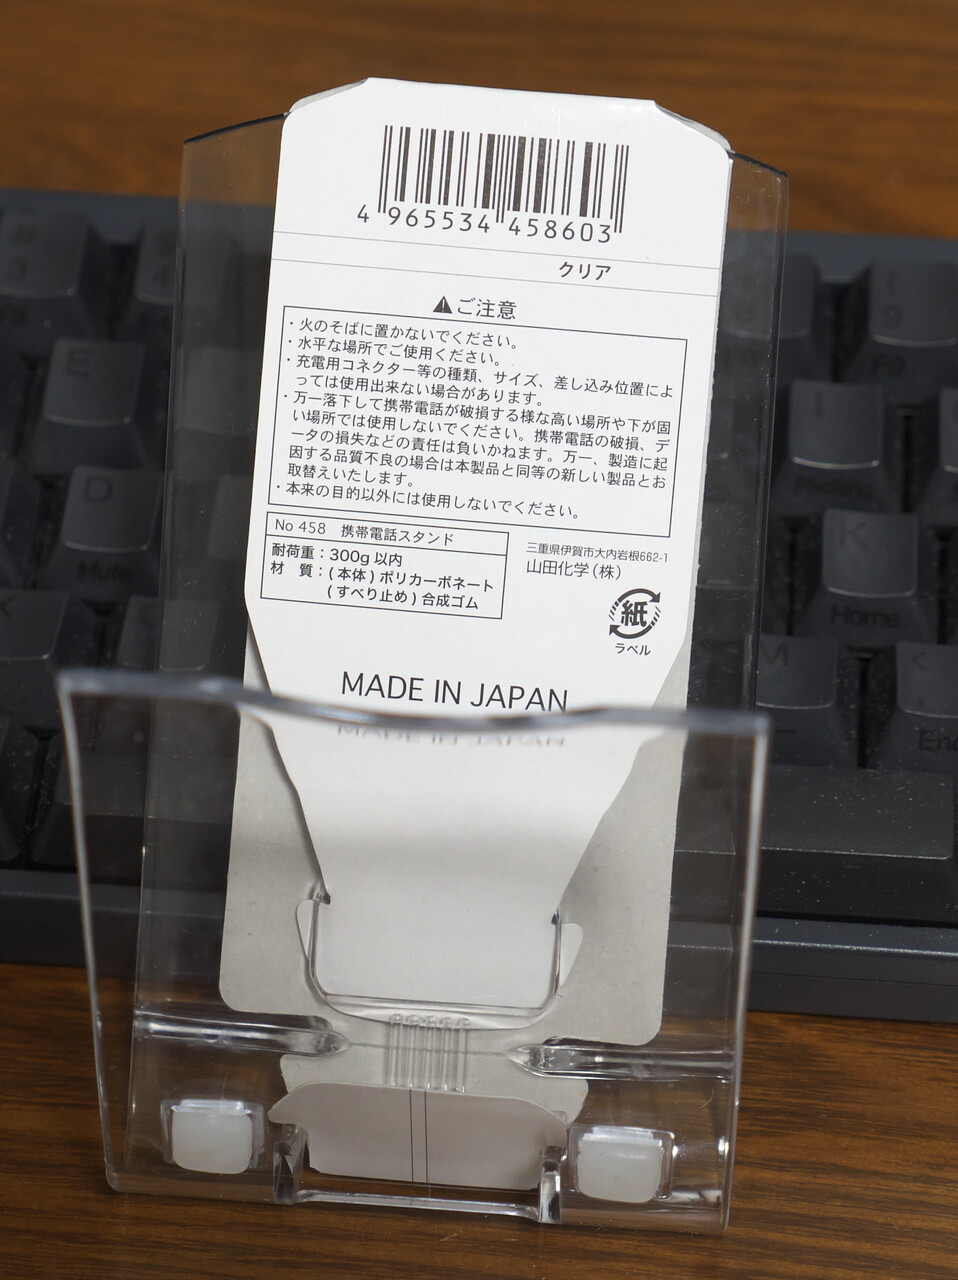 4 965534 458603
クリア
ご注意
・火のそばに置かないでください。
・水平な場所でご使用ください。
・充電用コネクター等の種類、サイズ、差し込み位置によ
っては使用出来ない場合があります。
・万一落下して携帯電話が破損する様な高い場所や下が固
い場所では使用しないでください。携帯電話の破損、デ
ータの損失などの責任は負いかねます。万一、製造に起
因する品質不良の場合は本製品と同等の新しい製品とお
取替えいたします。
・本来の目的以外には使用しないでください。
No 458 携帯電話スタンド
耐荷重：300g 以内
材 質：(本体) ポリカーボネート
(すべり止め) 合成ゴム
三重県伊賀市大内岩根662-1
山田化学 (株)
紙
ラベル
MADE IN JAPAN
D
Mute
K
Home
M
End